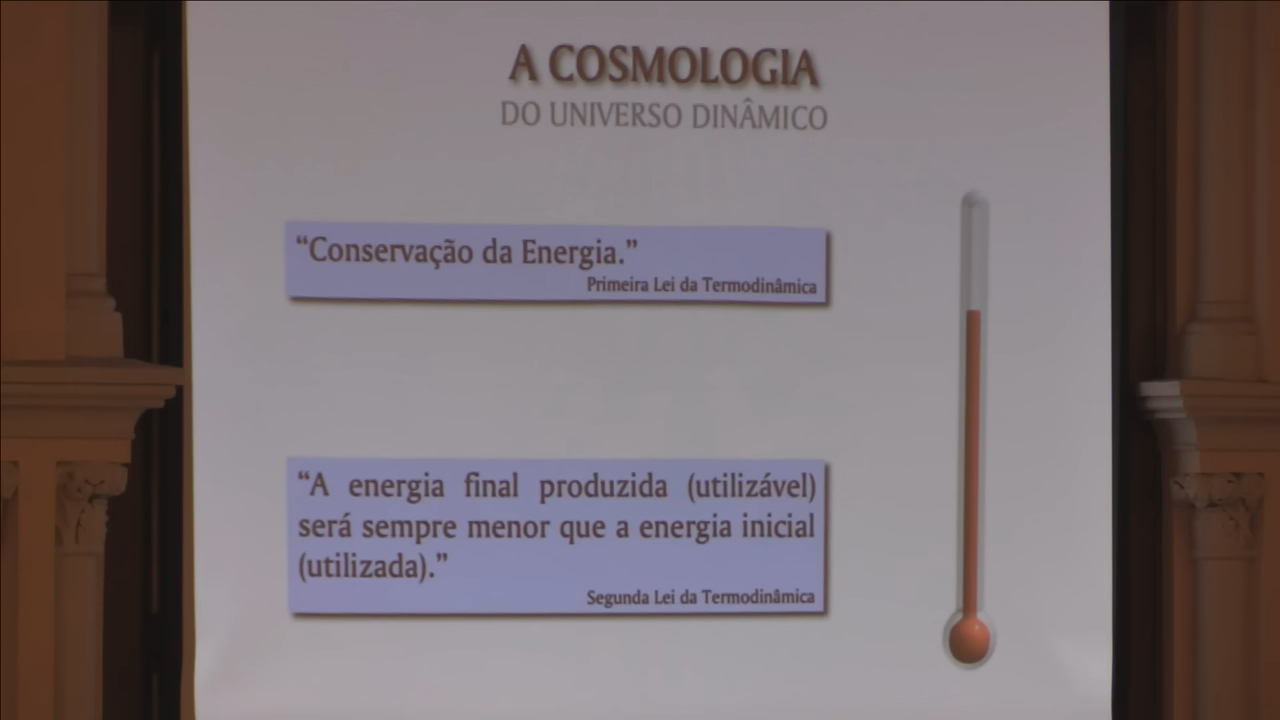 A COSMOLOGIA
DO UNIVERSO DINÂMICO
“Conservação da Energia.”
Primeira Lei da Termodinâmica
“A energia final produzida (utilizável)
será sempre menor que a energia inicial
(utilizada).”
Segunda Lei da Termodinâmica